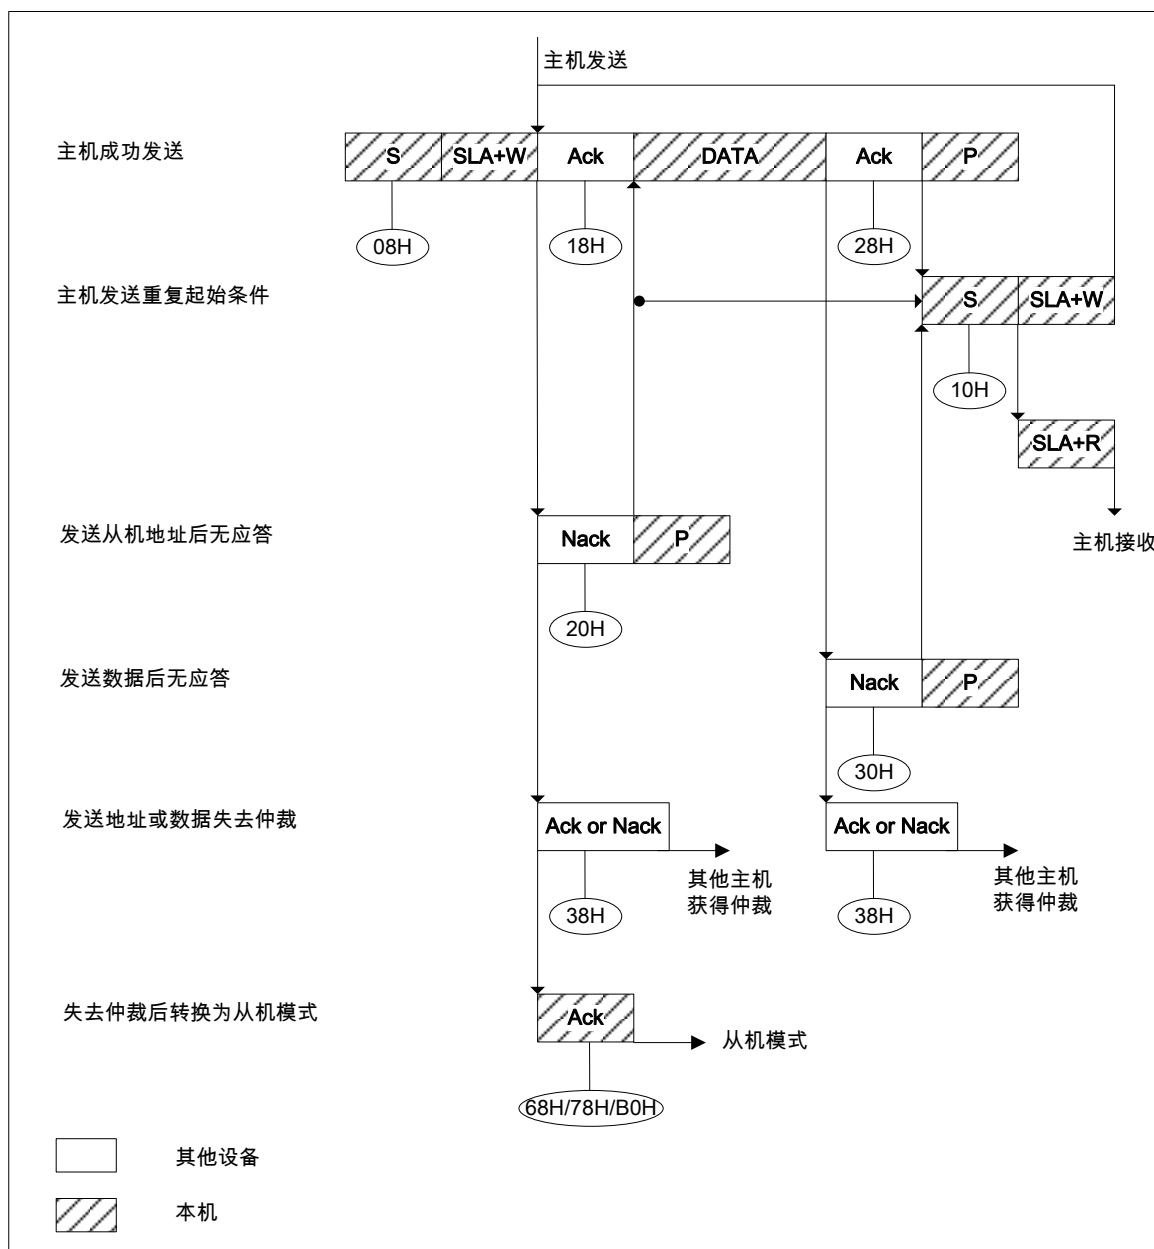 主机发送
主机成功发送
S SLA+W Ack DATA Ack P
08H 18H 28H
主机发送重复起始条件
S SLA+W
10H
SLA+R
发送从机地址后无应答
Nack P
主机接收
20H
发送数据后无应答
Nack P
30H
发送地址或数据失去仲裁
Ack or Nack Ack or Nack
其他主机 其他主机
获得仲裁 获得仲裁
38H 38H
失去仲裁后转换为从机模式
Ack
从机模式
68H/78H/B0H
其他设备
本机